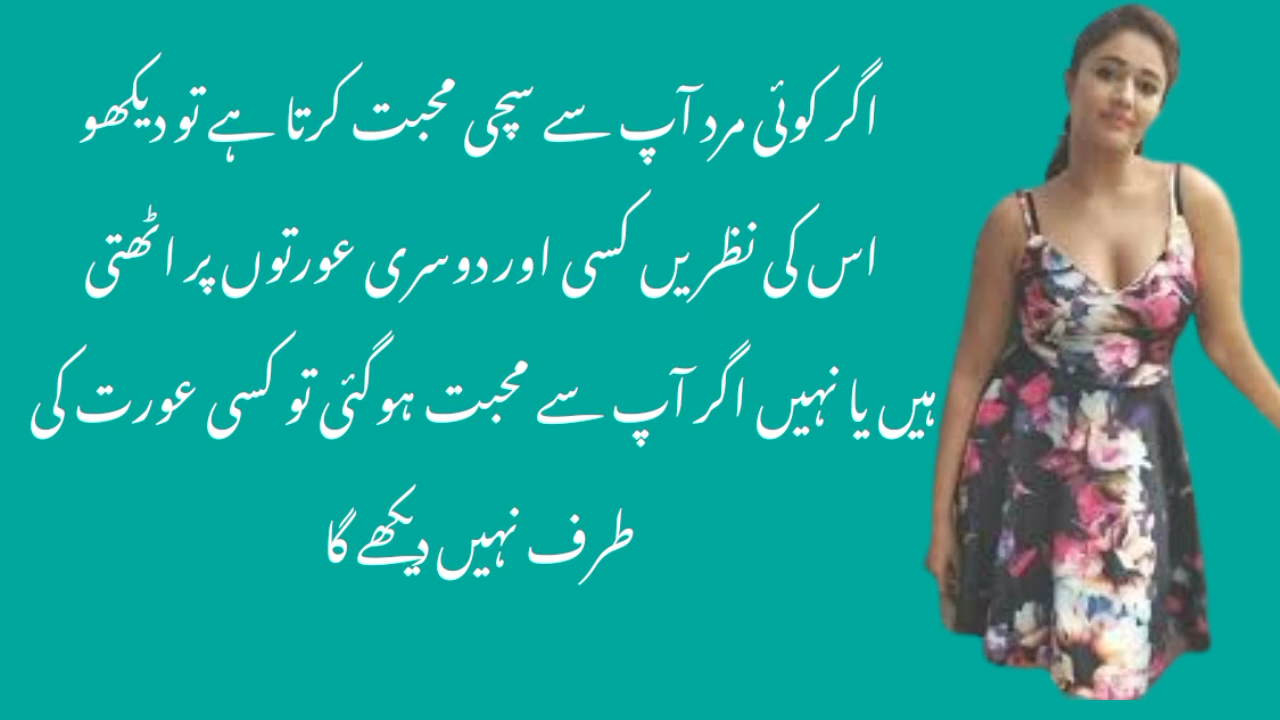 اگر کوئی مرد آپ سے سچی محبت کرتا ہے تو دیکھو
اس کی نظریں کسی اور دوسری عورتوں پر اٹھتی
ہیں یا نہیں اگر آپ سے محبت ہو گئی تو کسی عورت کی
طرف نہیں دیکھے گا